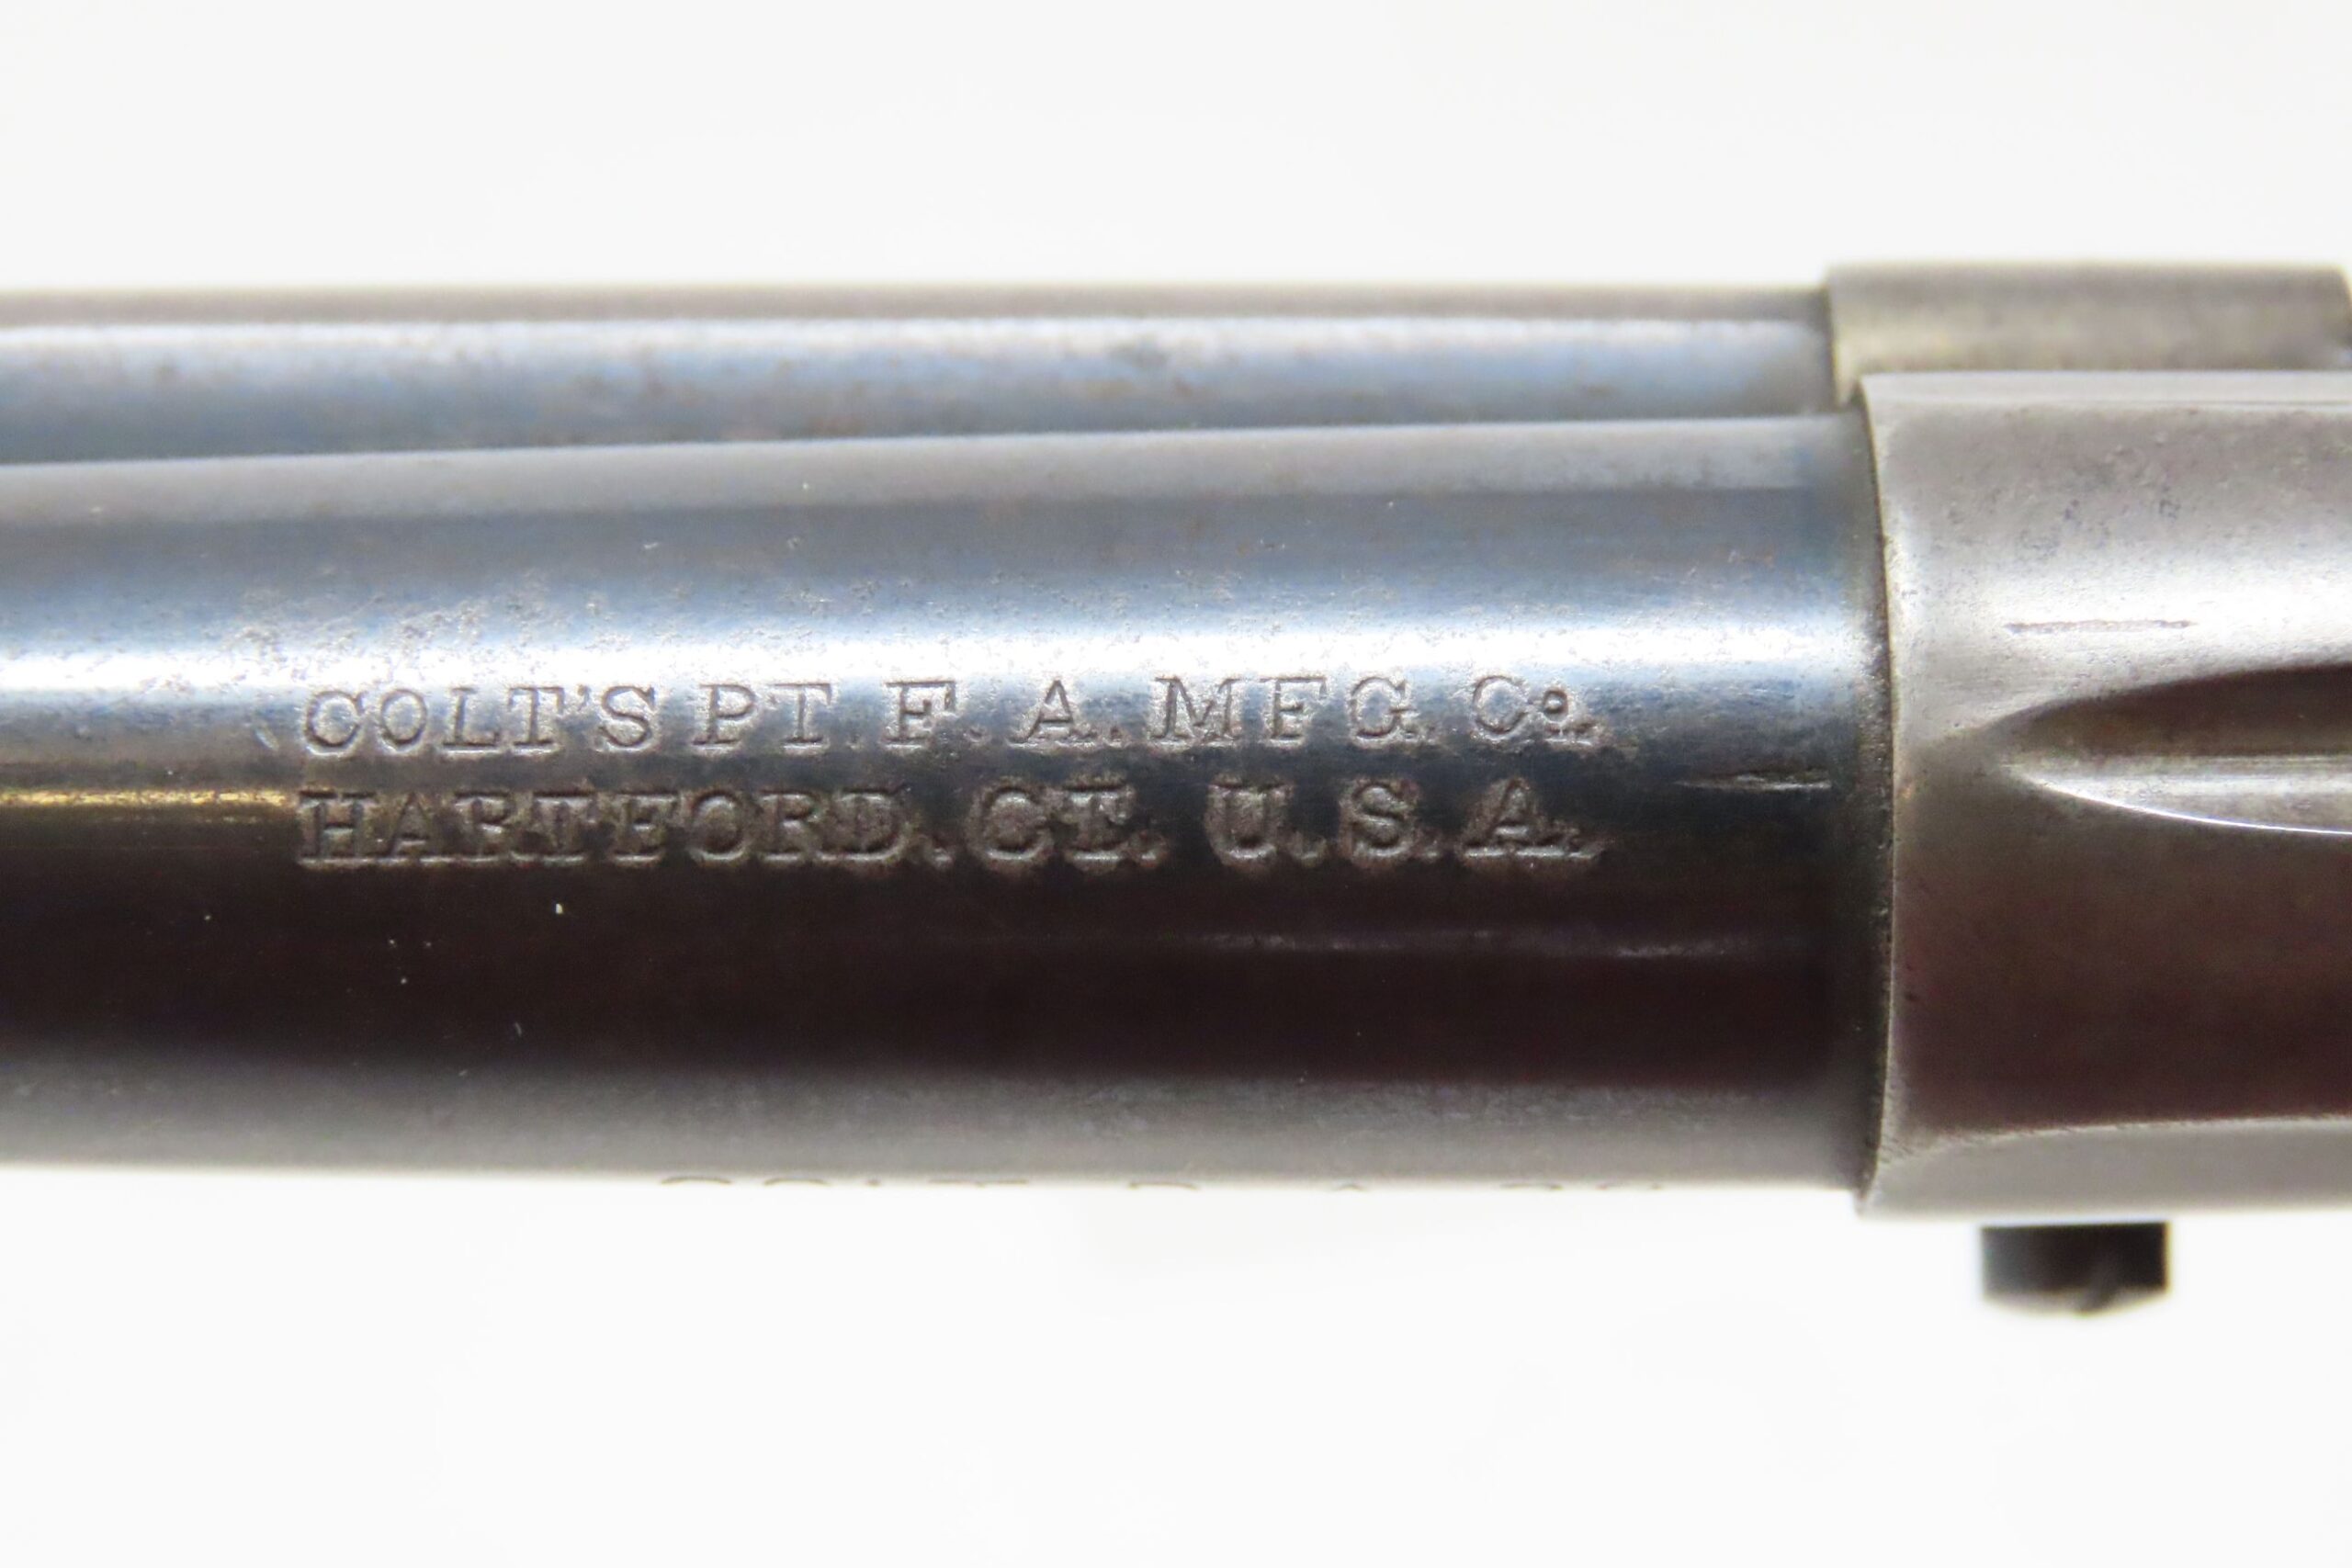 COLT'S PT. F. A. MFG. Co.
HARTFORD. CT. U.S.A.